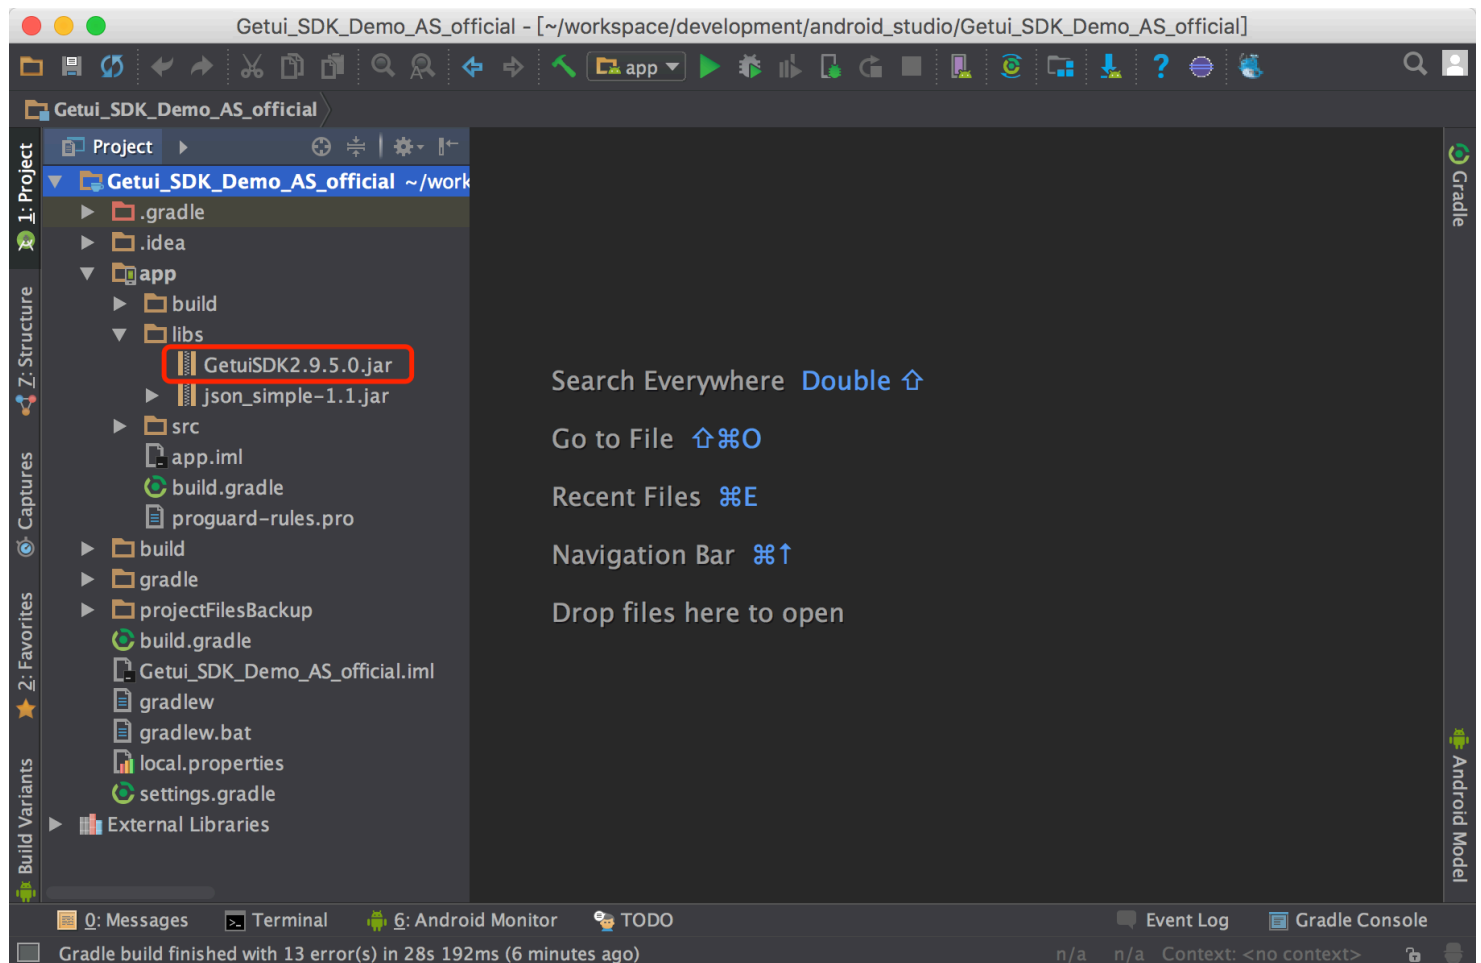 Getui_SDK_Demo_AS_official - [~/workspace/development/android_studio/Getui_SDK_Demo_AS_official]
app
?
Getui_SDK_Demo_AS_official
Project
Getui_SDK_Demo_AS_official ~/work
.gradle
.idea
app
build
libs
GetuiSDK2.9.5.0.jar
json_simple-1.1.jar
src
app.iml
build.gradle
proguard-rules.pro
build
gradle
projectFilesBackup
build.gradle
Getui_SDK_Demo_AS_official.iml
gradlew
gradlew.bat
local.properties
settings.gradle
External Libraries
1: Project
7: Structure
Captures
2: Favorites
Build Variants
Search Everywhere Double ⇧
Go to File ⇧⌘O
Recent Files ⌘E
Navigation Bar ⌘↑
Drop files here to open
Gradle
Android Model
0: Messages
Terminal
6: Android Monitor
TODO
Event Log
Gradle Console
Gradle build finished with 13 error(s) in 28s 192ms (6 minutes ago)
n/a
n/a
Context: <no context>